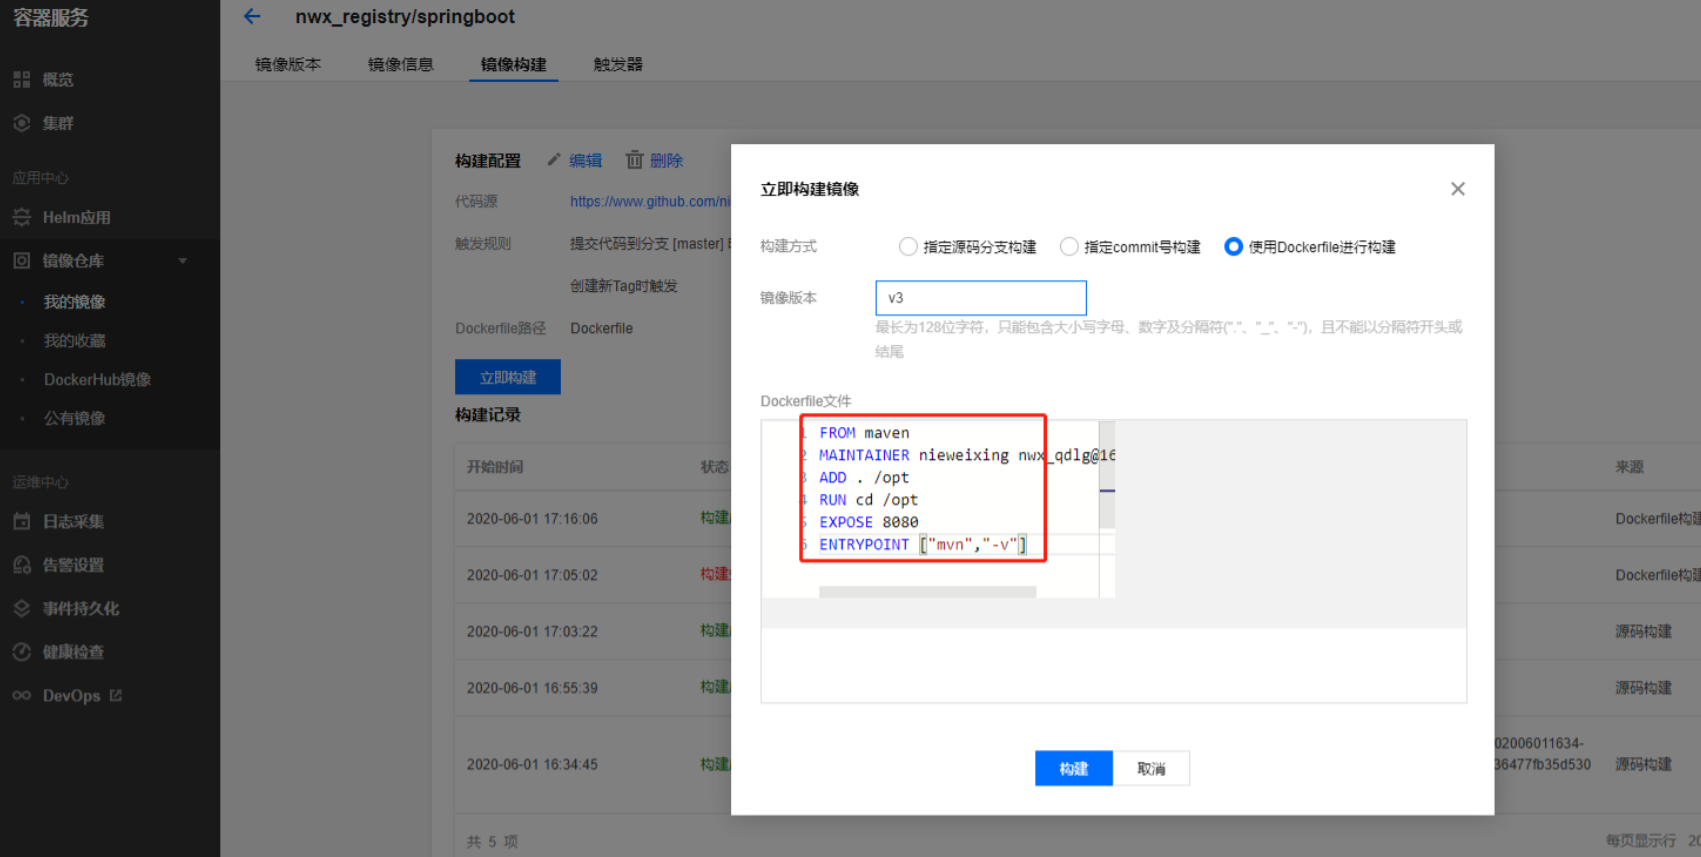 容器服务
概览
集群
应用中心
Helm应用
镜像仓库
我的镜像
我的收藏
DockerHub镜像
公有镜像
运维中心
日志采集
告警设置
事件持久化
健康检查
DevOps
nwx_registry/springboot
镜像版本 镜像信息 镜像构建 触发器
构建配置 编辑 删除
代码源 https://www.github.com/ni
触发规则 提交代码到分支 [master]
创建新Tag时触发
Dockerfile路径 Dockerfile
立即构建
构建记录
开始时间 状态 来源
2020-06-01 17:16:06 构建 Dockerfile构建
2020-06-01 17:05:02 构建 Dockerfile构建
2020-06-01 17:03:22 构建 源码构建
2020-06-01 16:55:39 构建 源码构建
02006011634-
2020-06-01 16:34:45 构建 36477fb35d530 源码构建
共 5 项 每页显示行 20
立即构建镜像
构建方式 指定源码分支构建 指定commit号构建 使用Dockerfile进行构建
镜像版本 v3
最长为128位字符，只能包含大小写字母、数字及分隔符("."、"_"、"-")，且不能以分隔符开头或
结尾
Dockerfile文件
1 FROM maven
2 MAINTAINER nieweixing nwx_qdlg@16
3 ADD . /opt
4 RUN cd /opt
5 EXPOSE 8080
6 ENTRYPOINT ["mvn","-v"]
构建 取消